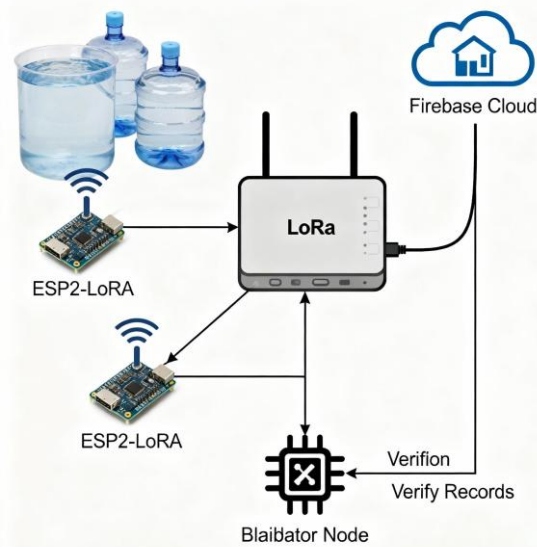 Firebase Cloud
LoRa
ESP2-LoRA
ESP2-LoRA
Verifion
Verify Records
Blaibator Node